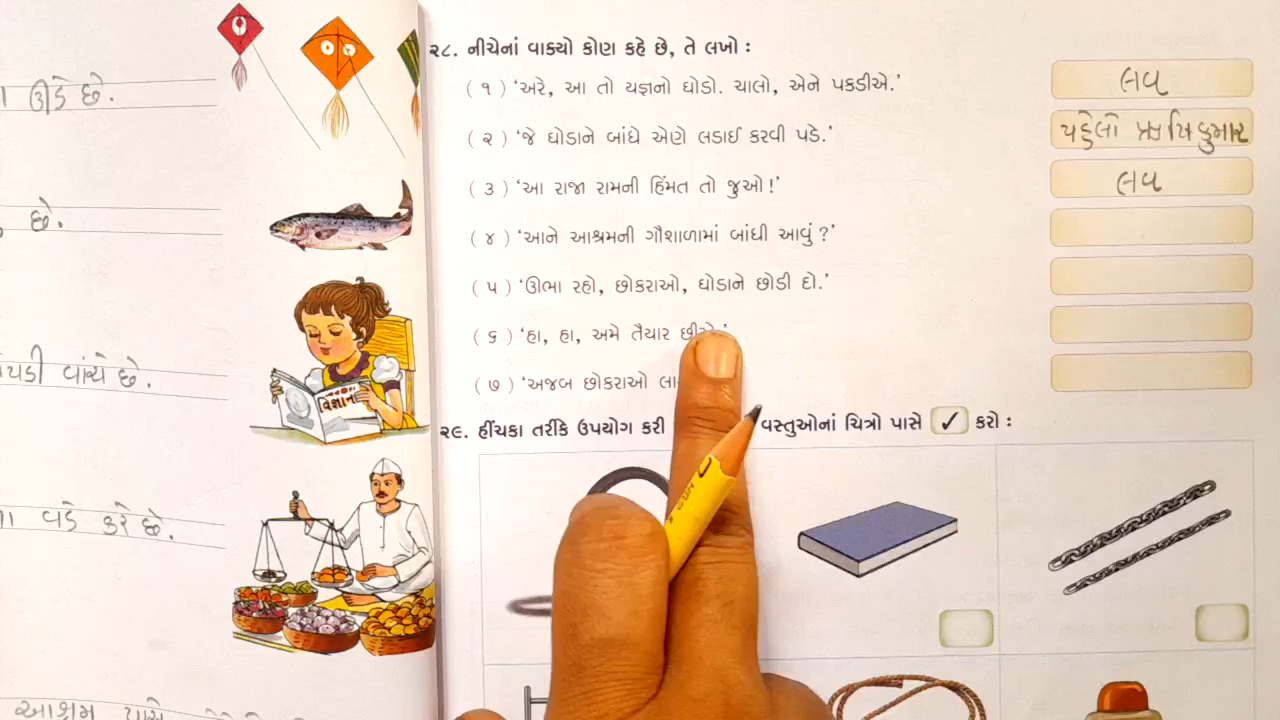 ઊડે છે.
છે.
વાંચે છે.
વિજ્ઞાન
વડે કરે છે.
આશ્રમ પાસે
૨૮. નીચેનાં વાક્યો કોણ કહે છે, તે લખો :
(૧) ‘અરે, આ તો યજ્ઞનો ઘોડો. ચાલો, એને પકડીએ.’ લવ
(૨) ‘જે ઘોડાને બાંધે એણે લડાઈ કરવી પડે.’ પહેલો ઋષિકુમાર
(૩) ‘આ રાજા રામની હિંમત તો જુઓ!’ લવ
(૪) ‘આને આશ્રમની ગૌશાળામાં બાંધી આવું?’
(૫) ‘ઊભા રહો, છોકરાઓ, ઘોડાને છોડી દો.’
(૬) ‘હા, હા, અમે તૈયાર છીએ.’
(૭) ‘અજબ છોકરાઓ
૨૯. હીંચકા તરીકે ઉપયોગ કરી વસ્તુઓનાં ચિત્રો પાસે ✓ કરો :